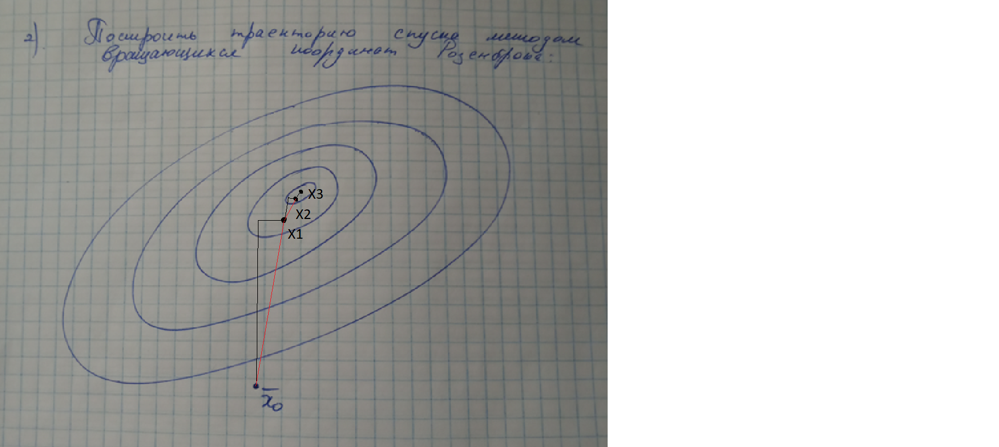 2) Построить траекторию спуска методом
вращающихся координат Розенброка:
X3
X2
X1
x̄0